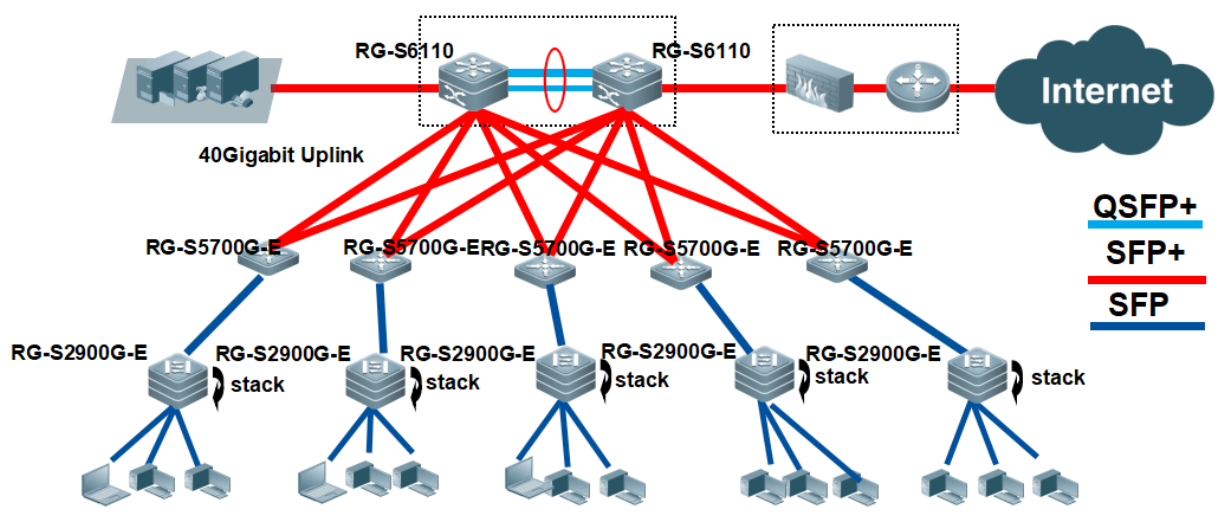 RG-S6110
RG-S6110
Internet
40Gigabit Uplink
QSFP+
SFP+
SFP
RG-S5700G-E
RG-S5700G-E
RG-S5700G-E
RG-S5700G-E
RG-S5700G-E
RG-S2900G-E
RG-S2900G-E
RG-S2900G-E
RG-S2900G-E
RG-S2900G-E
stack
stack
stack
stack
stack